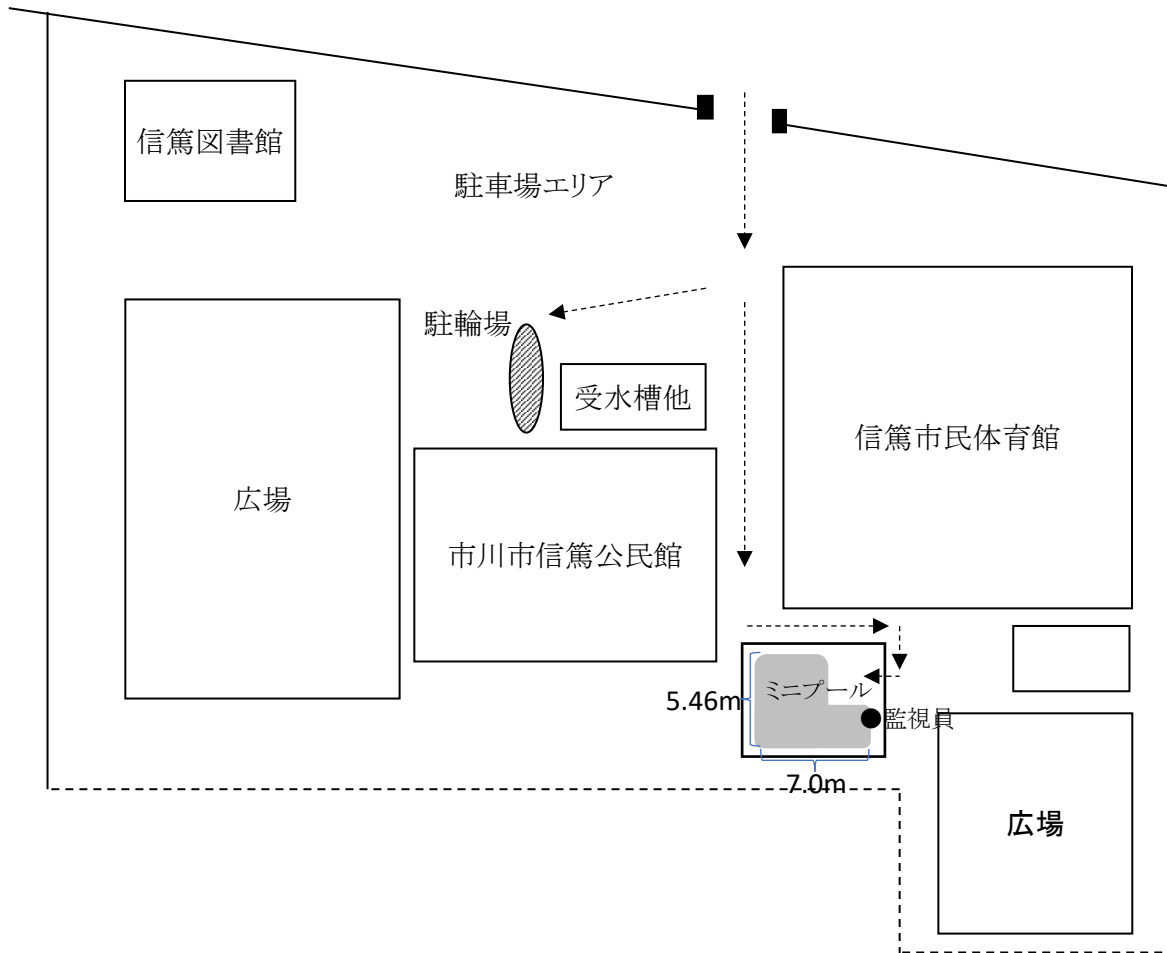 信篤図書館
駐車場エリア
駐輪場
受水槽他
信篤市民体育館
広場
市川市信篤公民館
ミニプール
5.46m
監視員
7.0m
広場